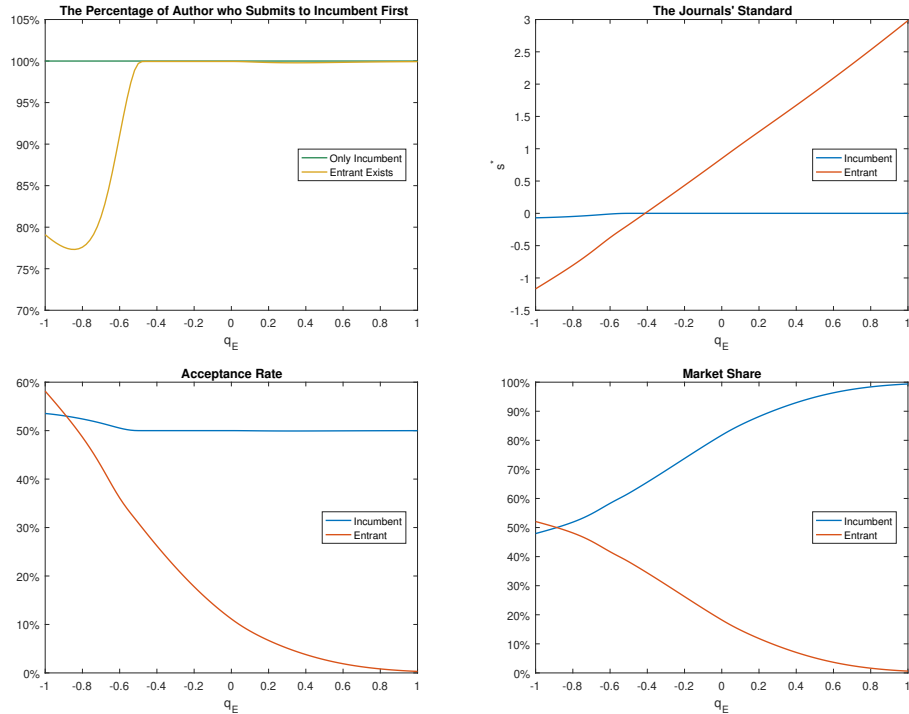 The Percentage of Author who Submits to Incumbent First
105%
100%
95%
90%
85%
80%
75%
70%
-1 -0.8 -0.6 -0.4 -0.2 0 0.2 0.4 0.6 0.8 1
q_E
Only Incumbent
Entrant Exists
The Journals' Standard
3
2.5
2
1.5
1
0.5
0
-0.5
-1
-1.5
s*
-1 -0.8 -0.6 -0.4 -0.2 0 0.2 0.4 0.6 0.8 1
q_E
Incumbent
Entrant
Acceptance Rate
60%
50%
40%
30%
20%
10%
0%
-1 -0.8 -0.6 -0.4 -0.2 0 0.2 0.4 0.6 0.8 1
q_E
Incumbent
Entrant
Market Share
100%
90%
80%
70%
60%
50%
40%
30%
20%
10%
0%
-1 -0.8 -0.6 -0.4 -0.2 0 0.2 0.4 0.6 0.8 1
q_E
Incumbent
Entrant